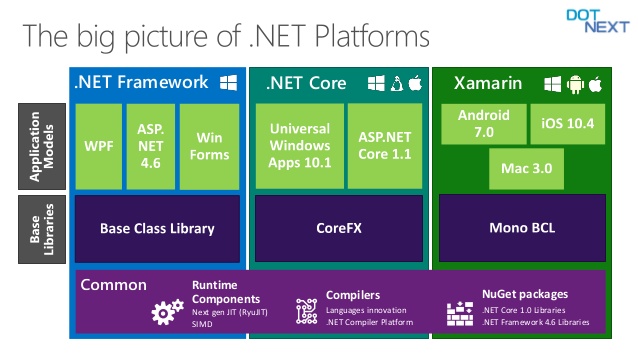 DOT
NEXT
The big picture of .NET Platforms
.NET Framework
.NET Core
Xamarin
Application
Models
WPF
ASP.
NET
4.6
Win
Forms
Universal
Windows
Apps 10.1
ASP.NET
Core 1.1
Android
7.0
iOS 10.4
Mac 3.0
Base
Libraries
Base Class Library
CoreFX
Mono BCL
Common
Runtime
Components
Next gen JIT (RyuJIT)
SIMD
Compilers
Languages innovation
.NET Compiler Platform
NuGet packages
.NET Core 1.0 Libraries
.NET Framework 4.6 Libraries